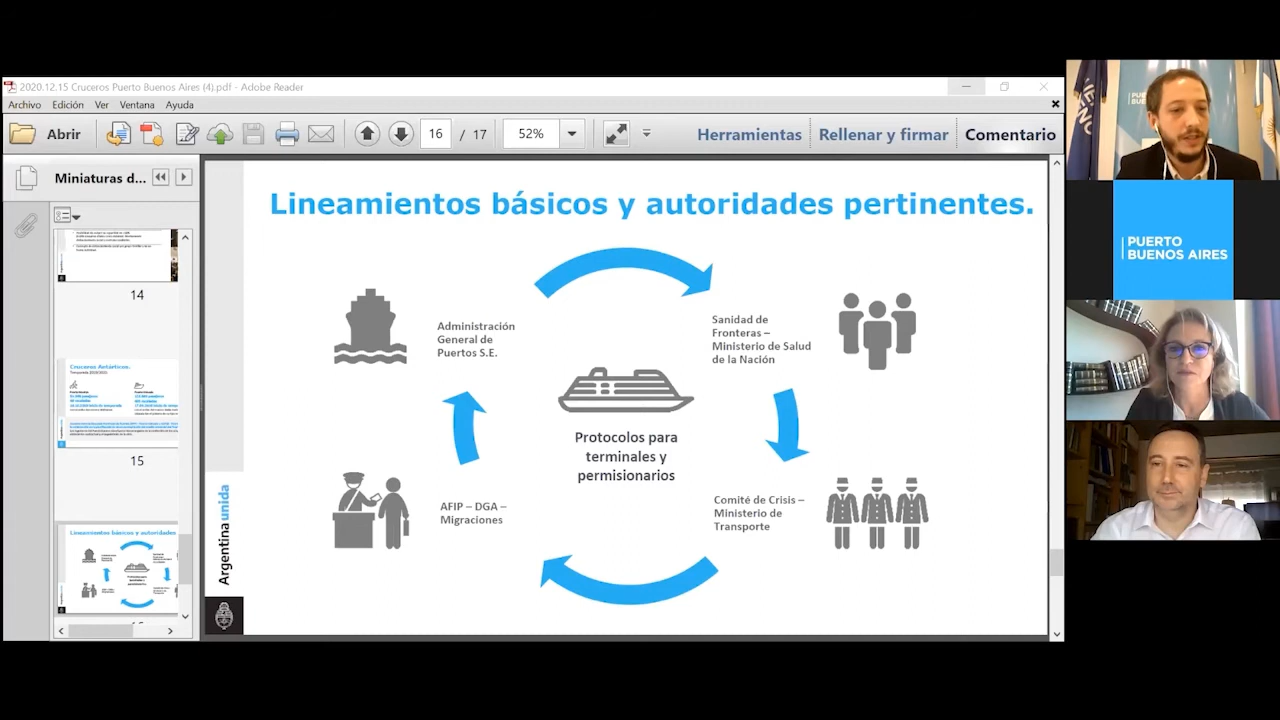 2020.12.15 Cruceros Puerto Buenos Aires (4).pdf - Adobe Reader
Archivo Edición Ver Ventana Ayuda
Abrir
16 / 17
52%
Herramientas
Rellenar y firmar
Comentario
Miniaturas d...
14
Cruceros Antárticos.
15
Lineamientos básicos y autoridades
Lineamientos básicos y autoridades pertinentes.
Administración
General de
Puertos S.E.
Sanidad de
Fronteras –
Ministerio de Salud
de la Nación
Protocolos para
terminales y
permisionarios
AFIP – DGA –
Migraciones
Comité de Crisis –
Ministerio de
Transporte
Argentina unida
PUERTO
BUENOS AIRES